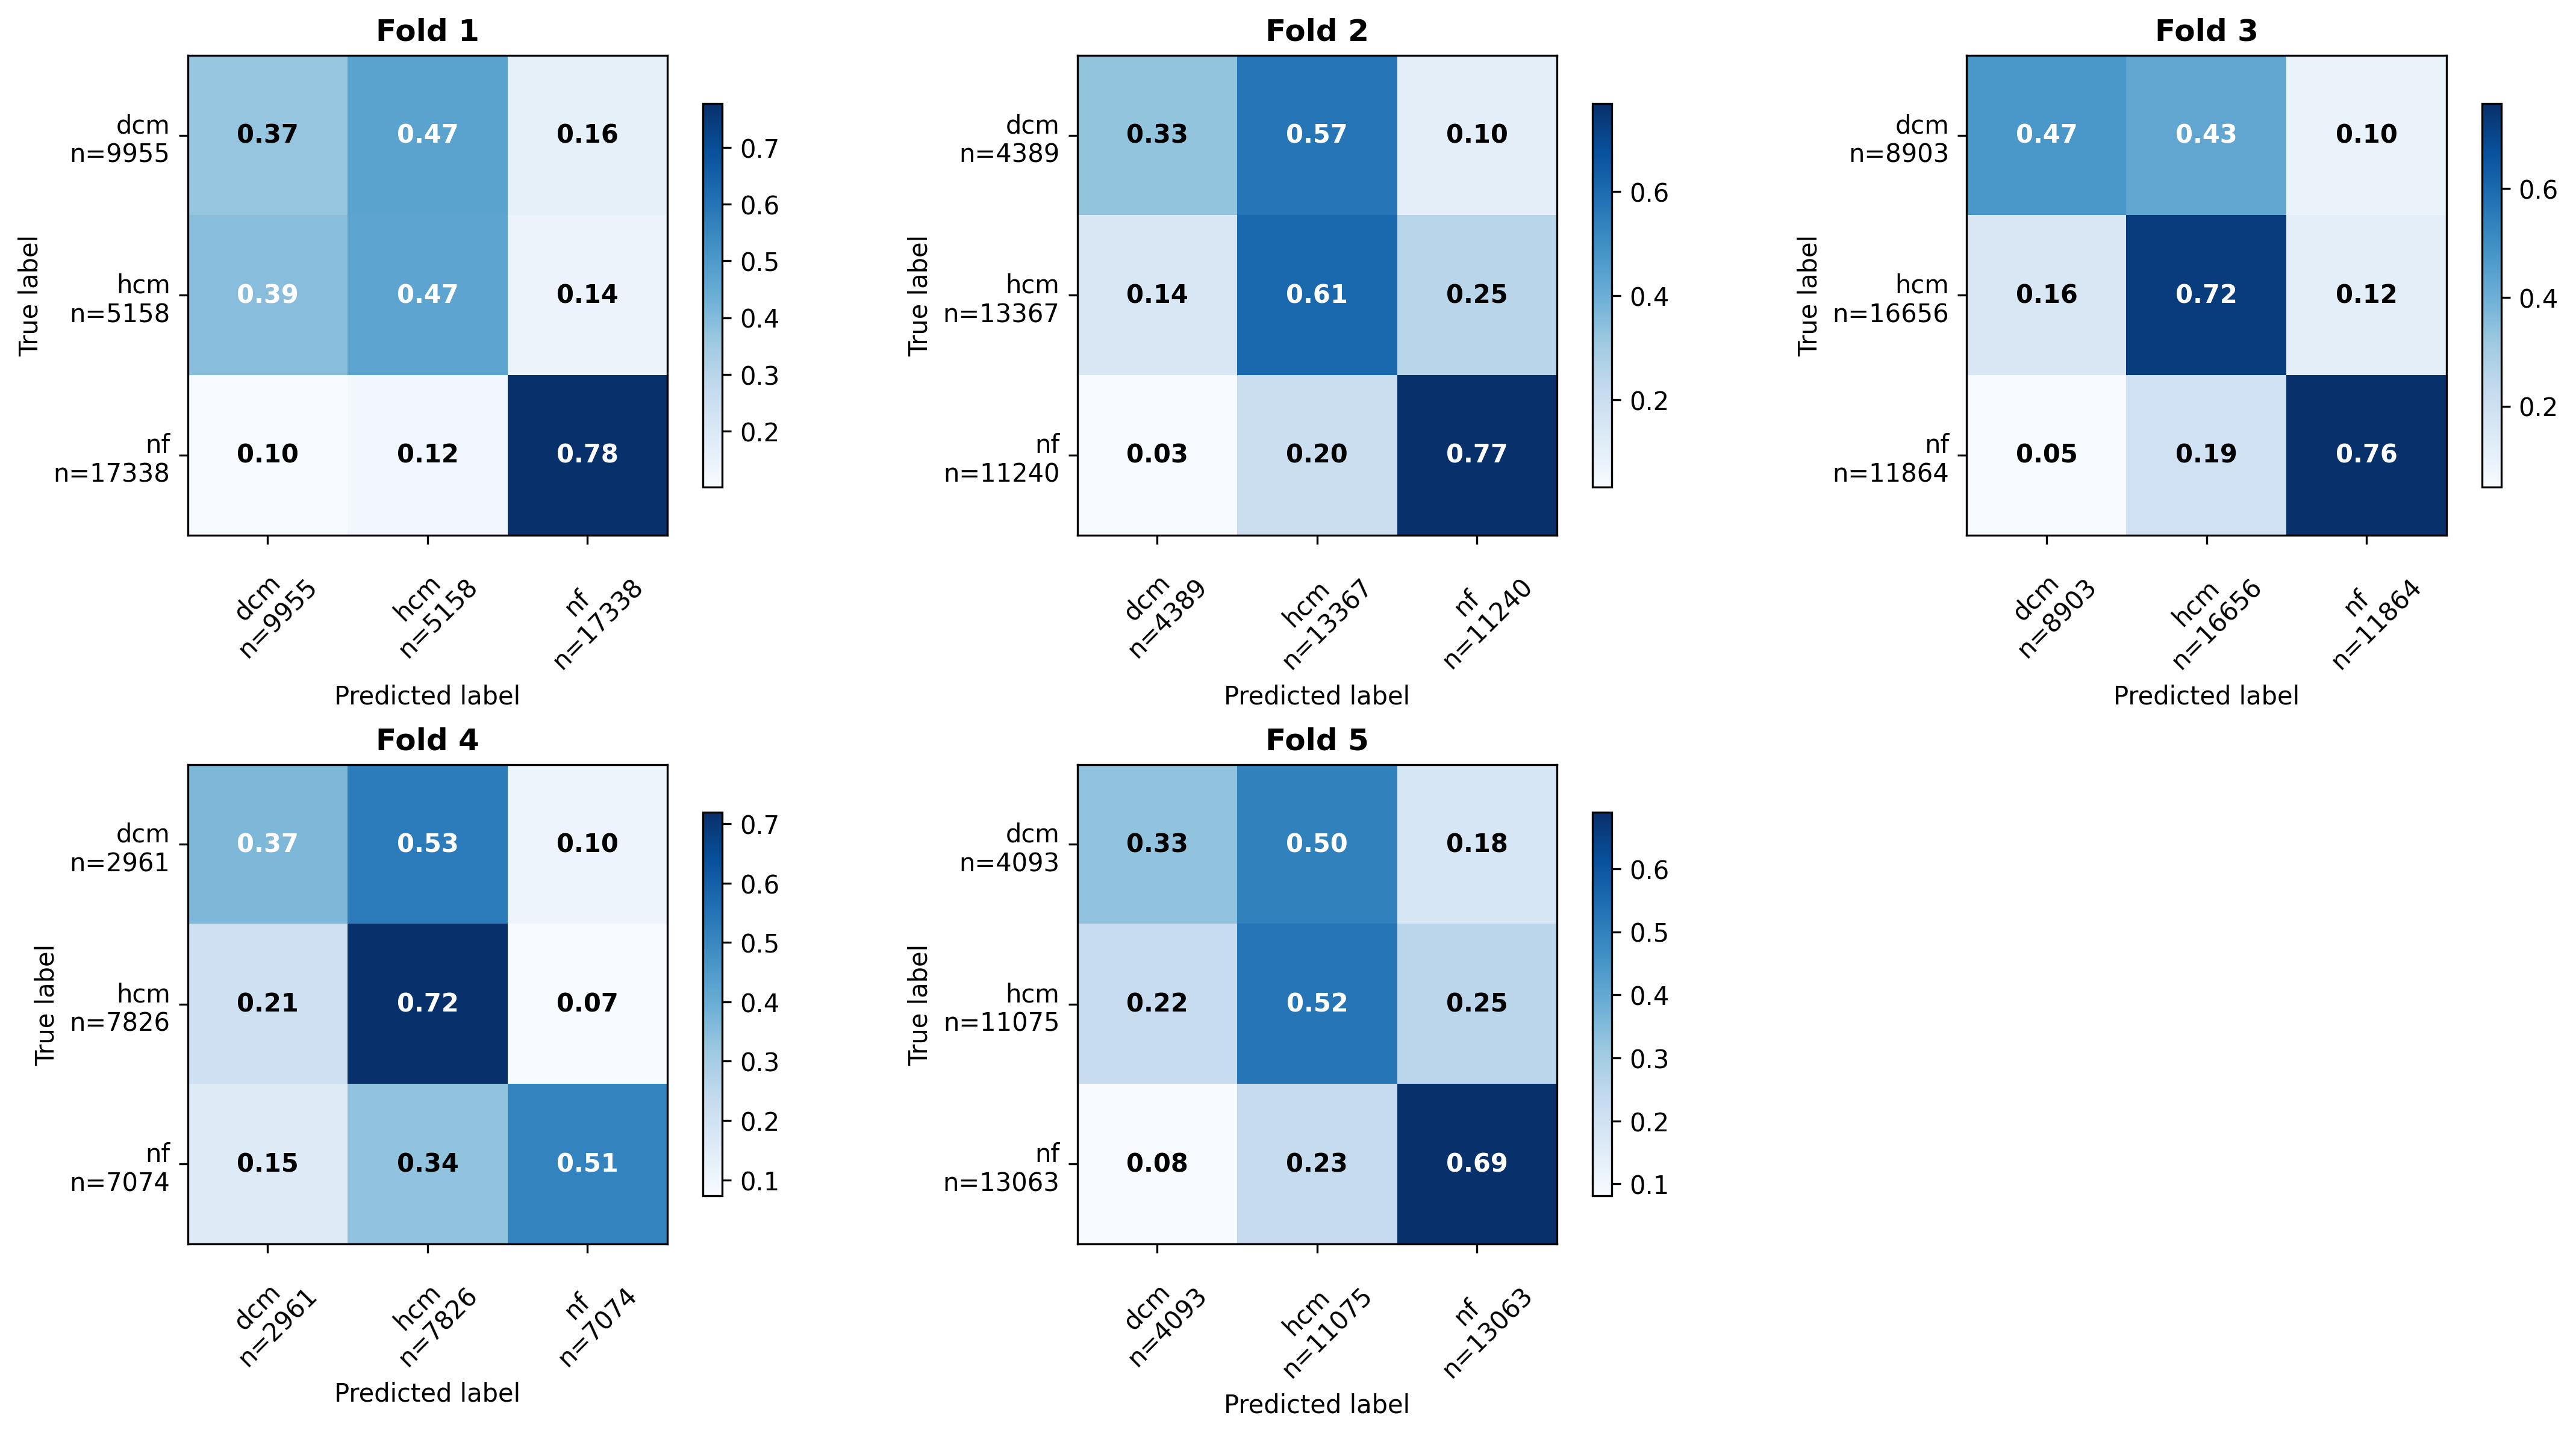 Fold 1
True label
dcm
n=9955
0.37 0.47 0.16
hcm
n=5158
0.39 0.47 0.14
nf
n=17338
0.10 0.12 0.78
0.7
0.6
0.5
0.4
0.3
0.2
dcm
n=9955
hcm
n=5158
nf
n=17338
Predicted label
Fold 2
True label
dcm
n=4389
0.33 0.57 0.10
hcm
n=13367
0.14 0.61 0.25
nf
n=11240
0.03 0.20 0.77
0.6
0.4
0.2
dcm
n=4389
hcm
n=13367
nf
n=11240
Predicted label
Fold 3
True label
dcm
n=8903
0.47 0.43 0.10
hcm
n=16656
0.16 0.72 0.12
nf
n=11864
0.05 0.19 0.76
0.6
0.4
0.2
dcm
n=8903
hcm
n=16656
nf
n=11864
Predicted label
Fold 4
True label
dcm
n=2961
0.37 0.53 0.10
hcm
n=7826
0.21 0.72 0.07
nf
n=7074
0.15 0.34 0.51
0.7
0.6
0.5
0.4
0.3
0.2
0.1
dcm
n=2961
hcm
n=7826
nf
n=7074
Predicted label
Fold 5
True label
dcm
n=4093
0.33 0.50 0.18
hcm
n=11075
0.22 0.52 0.25
nf
n=13063
0.08 0.23 0.69
0.6
0.5
0.4
0.3
0.2
0.1
dcm
n=4093
hcm
n=11075
nf
n=13063
Predicted label